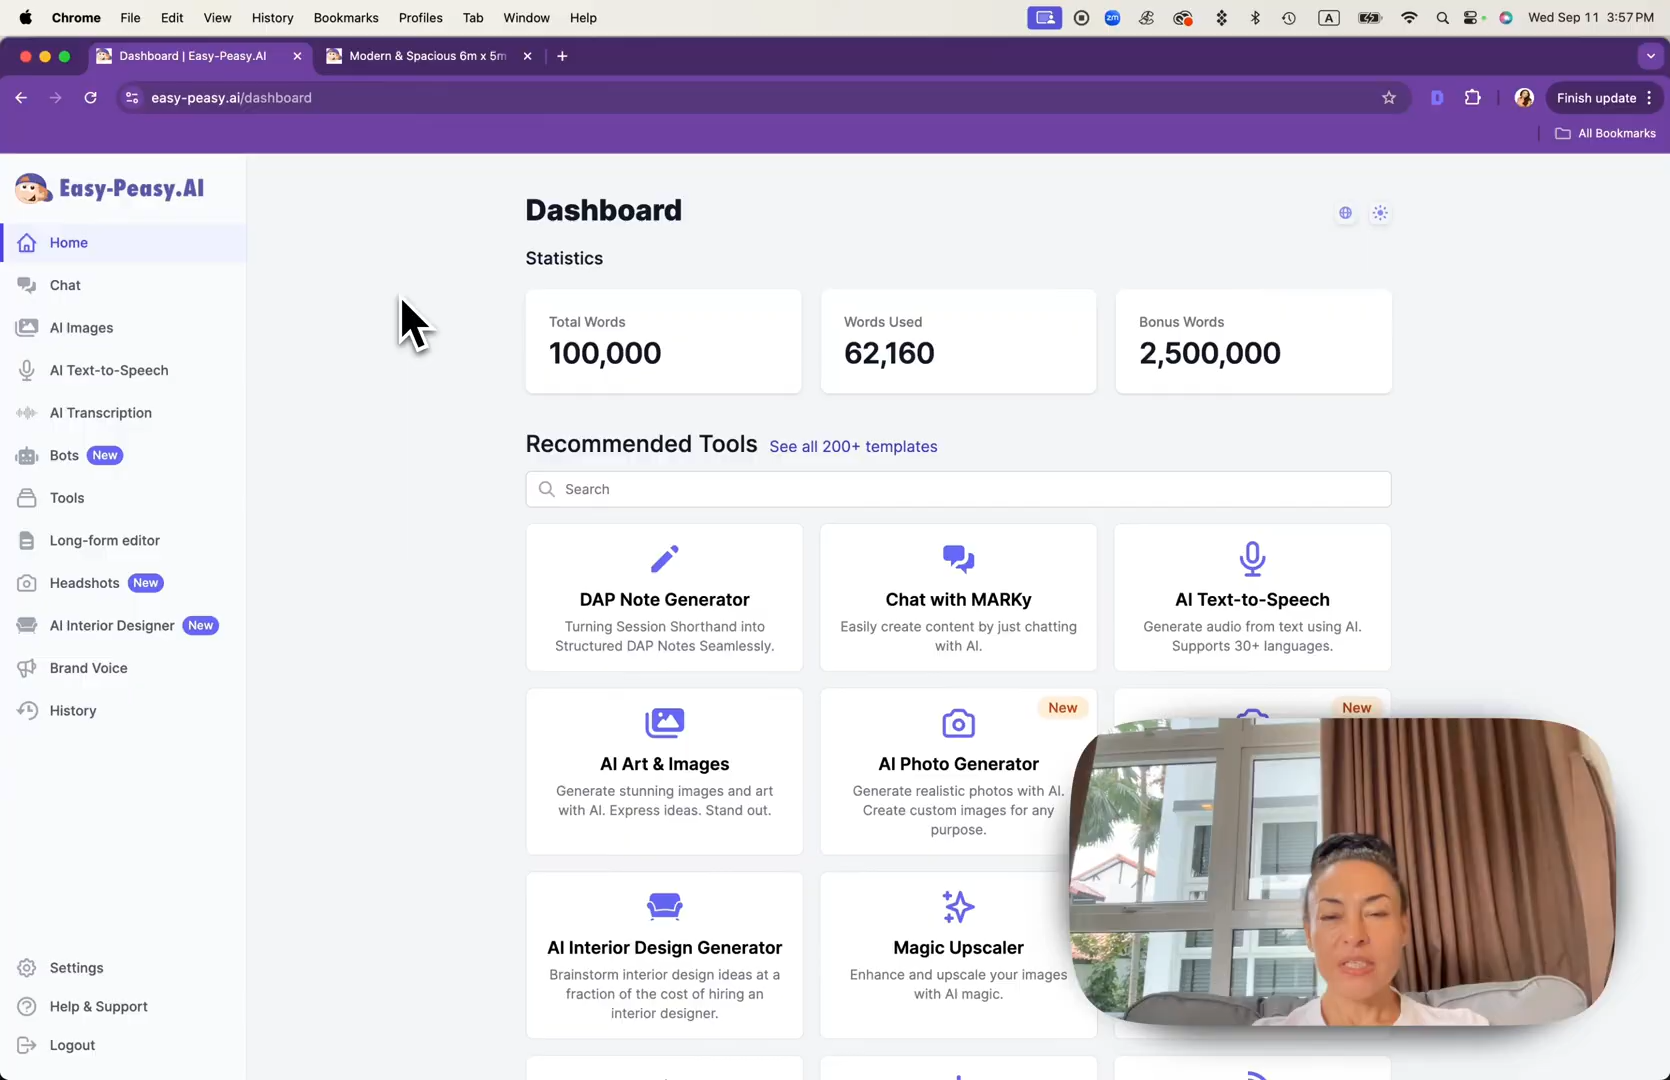 Chrome File Edit View History Bookmarks Profiles Tab Window Help
zm A Wed Sep 11 3:57 PM
Dashboard | Easy-Peasy.AI
Modern & Spacious 6m x 5m
easy-peasy.ai/dashboard
Finish update
All Bookmarks
Easy-Peasy.AI
Home
Chat
AI Images
AI Text-to-Speech
AI Transcription
Bots New
Tools
Long-form editor
Headshots New
AI Interior Designer New
Brand Voice
History
Settings
Help & Support
Logout
Dashboard
Statistics
Total Words
100,000
Words Used
62,160
Bonus Words
2,500,000
Recommended Tools See all 200+ templates
Search
DAP Note Generator
Turning Session Shorthand into
Structured DAP Notes Seamlessly.
Chat with MARKy
Easily create content by just chatting
with AI.
AI Text-to-Speech
Generate audio from text using AI.
Supports 30+ languages.
AI Art & Images
Generate stunning images and art
with AI. Express ideas. Stand out.
New
AI Photo Generator
Generate realistic photos with AI.
Create custom images for any
purpose.
New
AI Interior Design Generator
Brainstorm interior design ideas at a
fraction of the cost of hiring an
interior designer.
Magic Upscaler
Enhance and upscale your images
with AI magic.